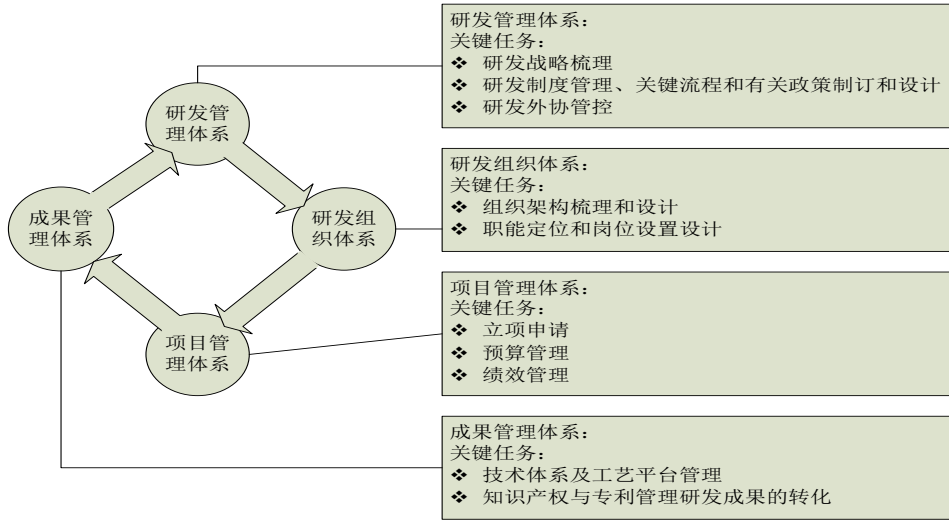 研发管
理体系
成果管
理体系
研发组
织体系
项目管
理体系
研发管理体系:
关键任务:
❖ 研发战略梳理
❖ 研发制度管理、关键流程和有关政策制订和设计
❖ 研发外协管控
研发组织体系:
关键任务:
❖ 组织架构梳理和设计
❖ 职能定位和岗位设置设计
项目管理体系:
关键任务:
❖ 立项申请
❖ 预算管理
❖ 绩效管理
成果管理体系:
关键任务:
❖ 技术体系及工艺平台管理
❖ 知识产权与专利管理研发成果的转化